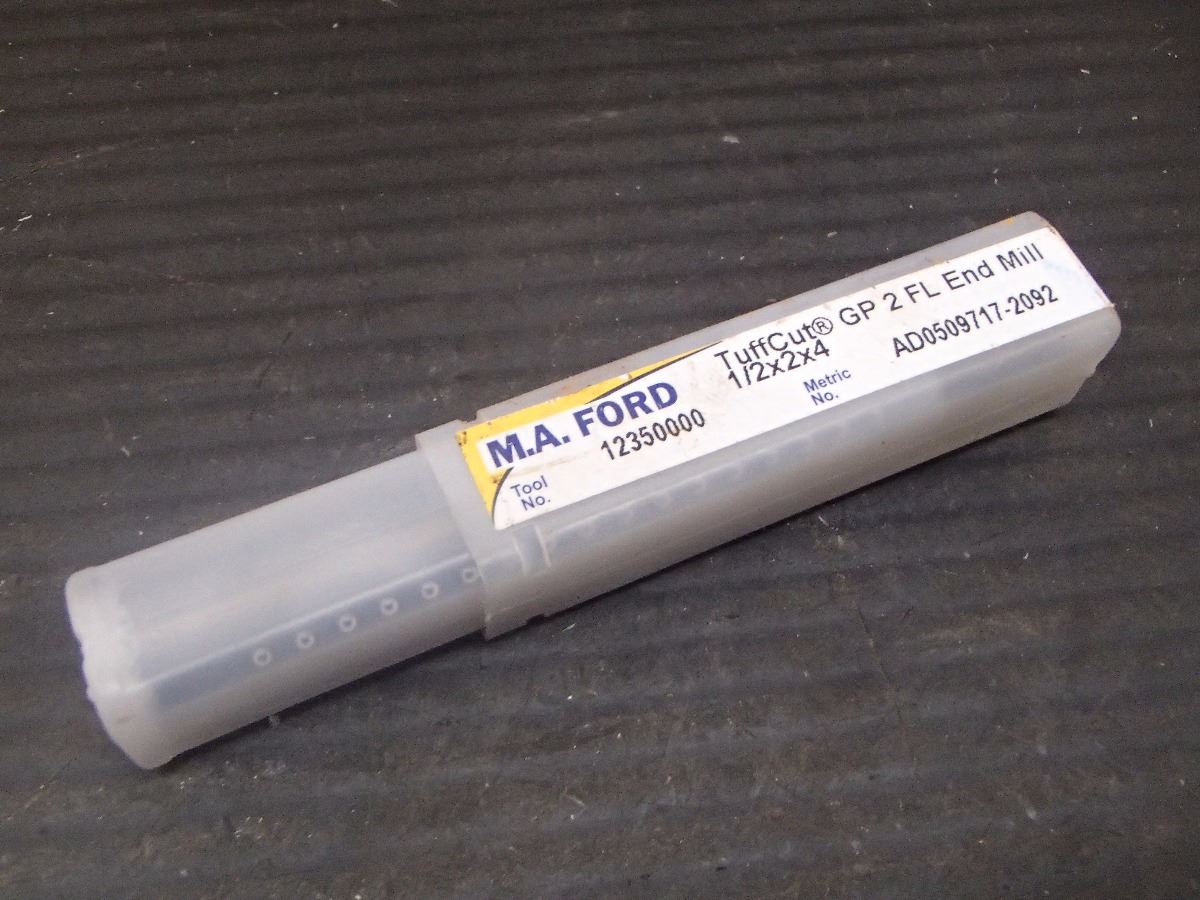 M.A. FORD
TuffCut® GP 2 FL End Mill
1/2x2x4
Tool No.
12350000
Metric No.
AD0509717-2092